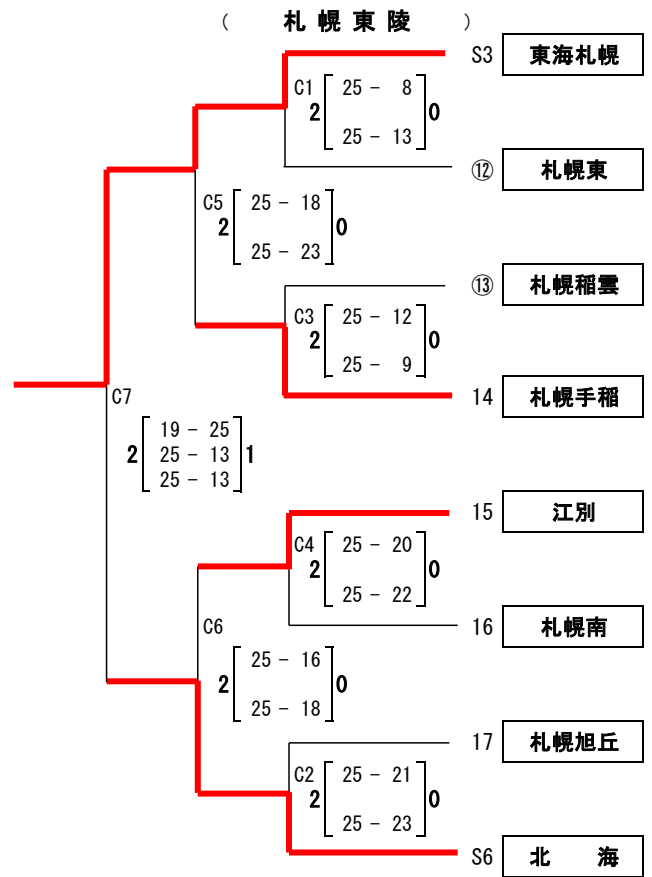 （ 札 幌 東 陵 ）
S3 東海札幌
C1
2 25 - 8 0
25 - 13
⑫ 札幌東
C5
2 25 - 18 0
25 - 23
⑬ 札幌稲雲
C3
2 25 - 12 0
25 - 9
14 札幌手稲
C7
19 - 25
2 25 - 13 1
25 - 13
15 江別
C4
2 25 - 20 0
25 - 22
16 札幌南
C6
2 25 - 16 0
25 - 18
17 札幌旭丘
C2
2 25 - 21 0
25 - 23
S6 北 海